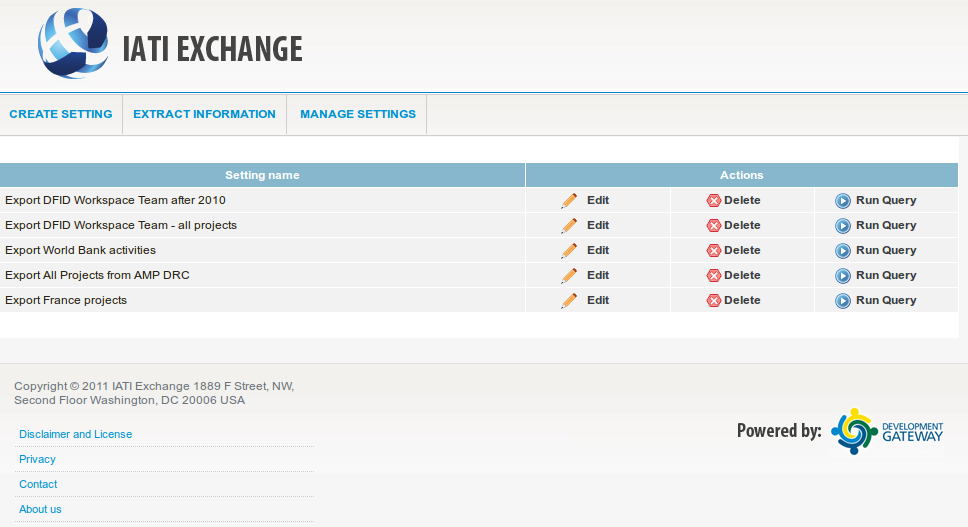 IATI EXCHANGE
CREATE SETTING EXTRACT INFORMATION MANAGE SETTINGS
Setting name Actions
Export DFID Workspace Team after 2010 Edit Delete Run Query
Export DFID Workspace Team - all projects Edit Delete Run Query
Export World Bank activities Edit Delete Run Query
Export All Projects from AMP DRC Edit Delete Run Query
Export France projects Edit Delete Run Query
Copyright © 2011 IATI Exchange 1889 F Street, NW,
Second Floor Washington, DC 20006 USA
Disclaimer and License
Privacy
Contact
About us
Powered by:
DEVELOPMENT
GATEWAY